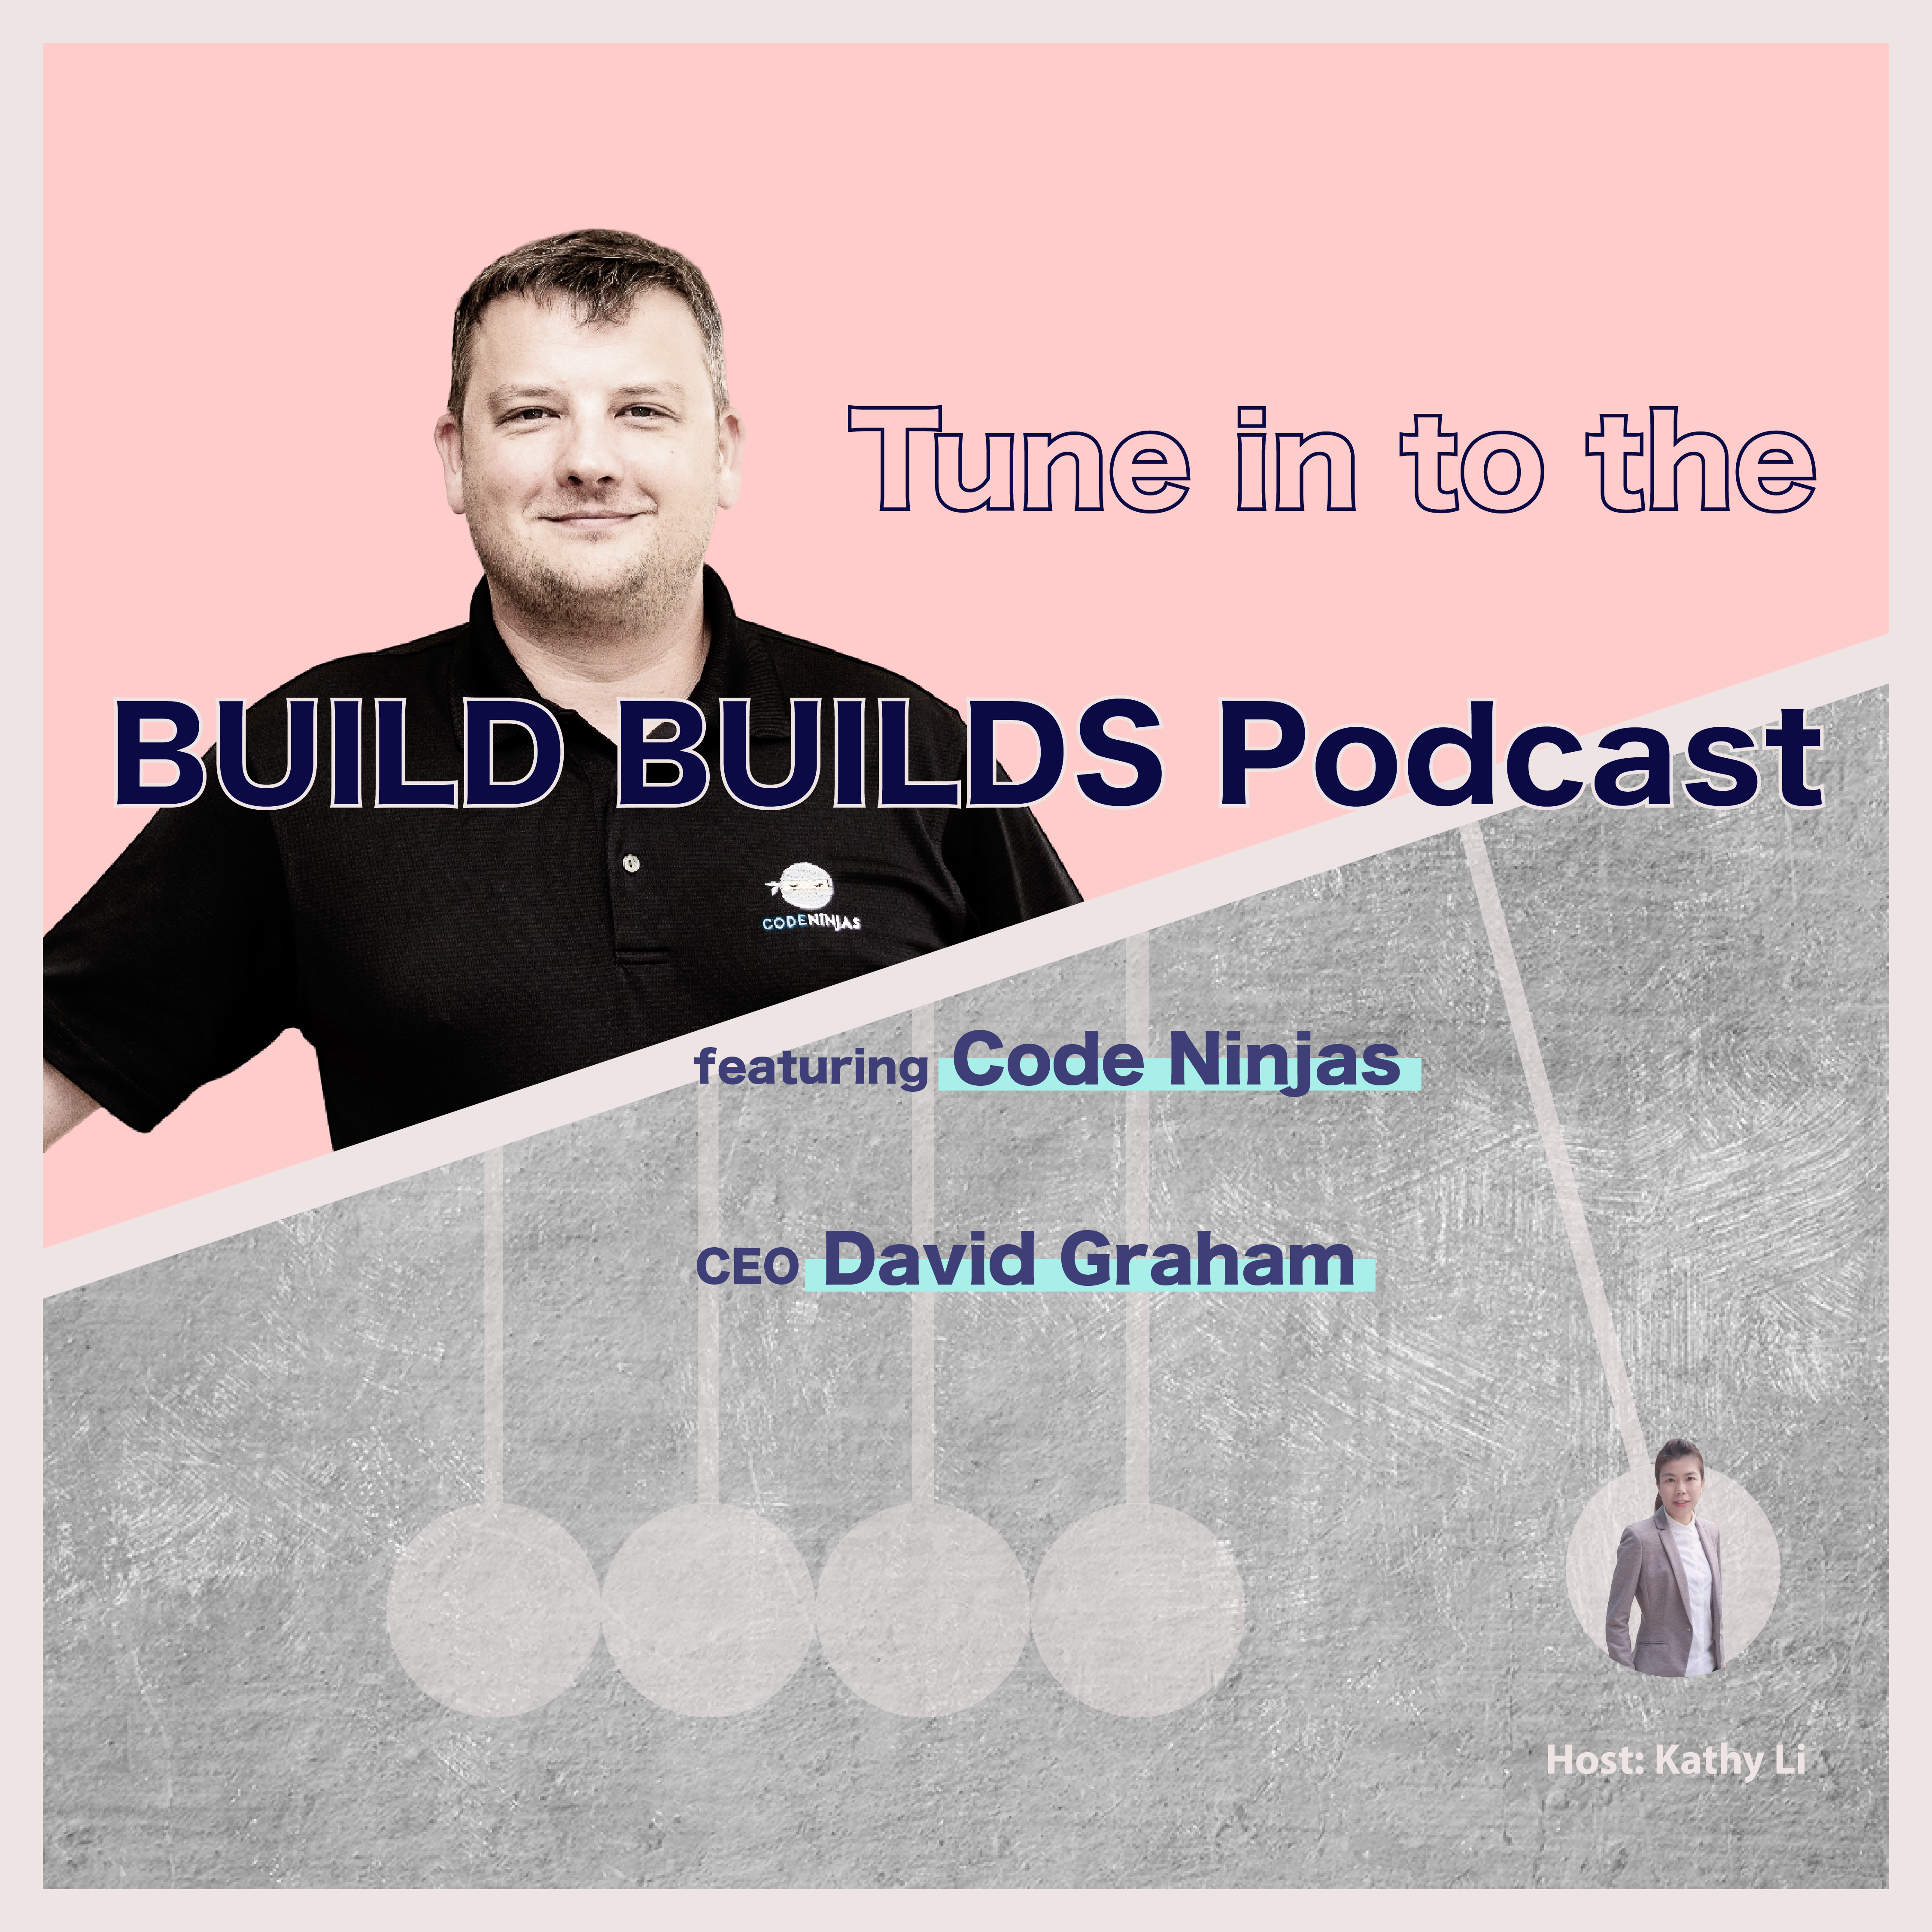 Tune in to the
BUILD BUILDS Podcast
CODENINJAS
featuring Code Ninjas
CEO David Graham
Host: Kathy Li